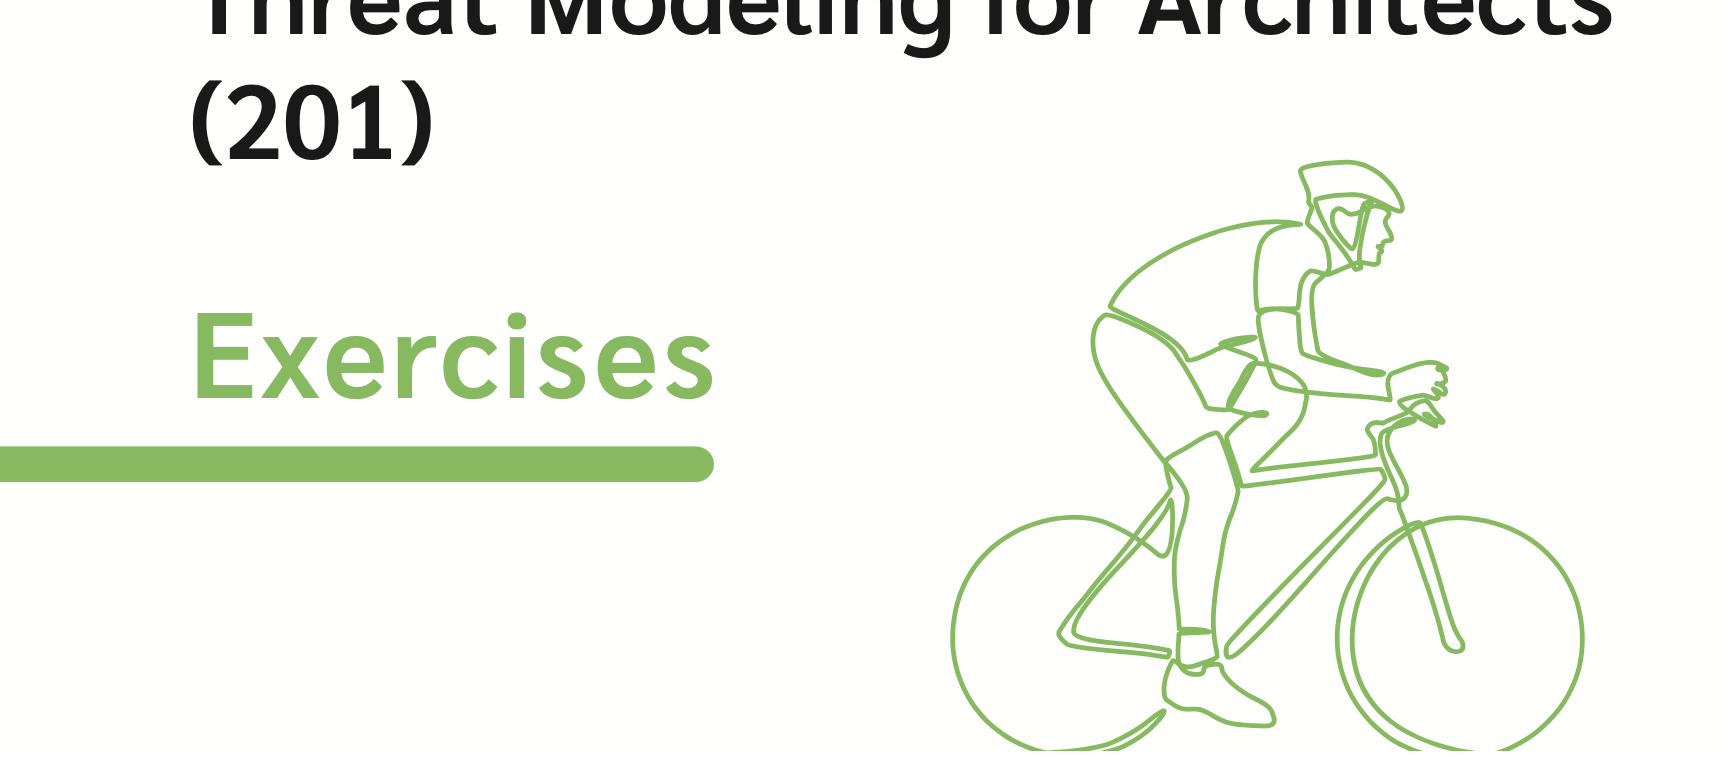 Threat Modeling for Architects
(201)
Exercises